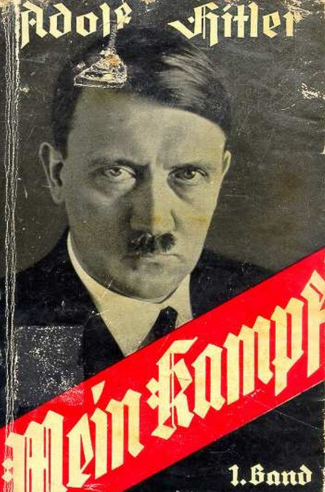 Adolf Hitler
Mein Kampf
1. Band